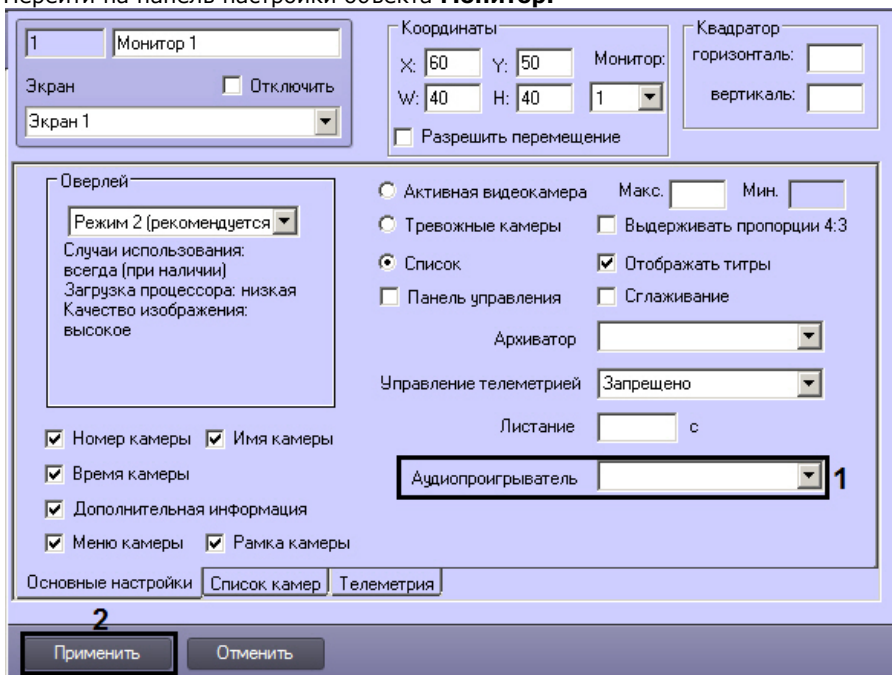 Перейти на панель настройки объекта Монитор.
1 Монитор 1
Экран Отключить
Экран 1
Координаты
X: 60 Y: 50 Монитор:
W: 40 H: 40 1
Разрешить перемещение
Квадратор
горизонталь:
вертикаль:
Оверлей
Режим 2 (рекомендуется
Случаи использования:
всегда (при наличии)
Загрузка процессора: низкая
Качество изображения:
высокое
Номер камеры Имя камеры
Время камеры
Дополнительная информация
Меню камеры Рамка камеры
Активная видеокамера Макс. Мин.
Тревожные камеры Выдерживать пропорции 4:3
Список Отображать титры
Панель управления Сглаживание
Архиватор
Управление телеметрией Запрещено
Листание с
Аудиопроигрыватель 1
Основные настройки Список камер Телеметрия
2
Применить Отменить